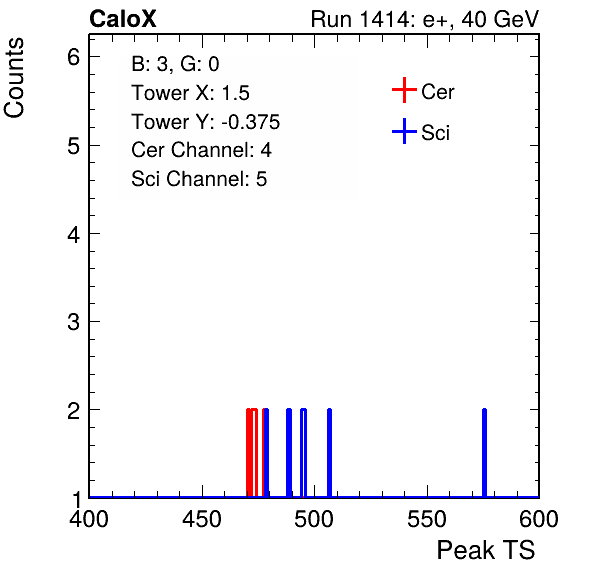 CaloX
Run 1414: e+, 40 GeV
Counts
B: 3, G: 0
Tower X: 1.5
Tower Y: -0.375
Cer Channel: 4
Sci Channel: 5
Cer
Sci
6
5
4
3
2
1
400
450
500
550
600
Peak TS